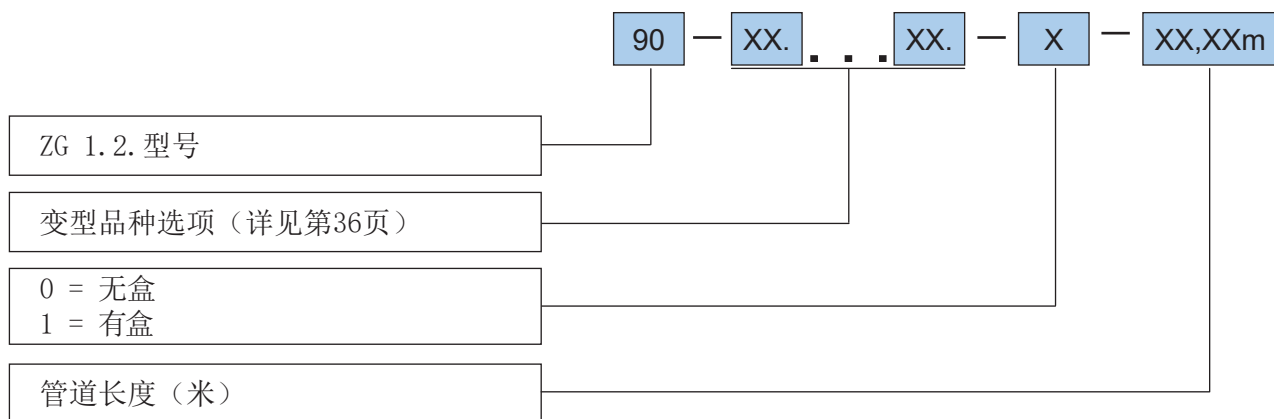 90 — XX. . . . XX. — X — XX,XXm
ZG 1.2.型号
变型品种选项（详见第36页）
0 = 无盒
1 = 有盒
管道长度（米）